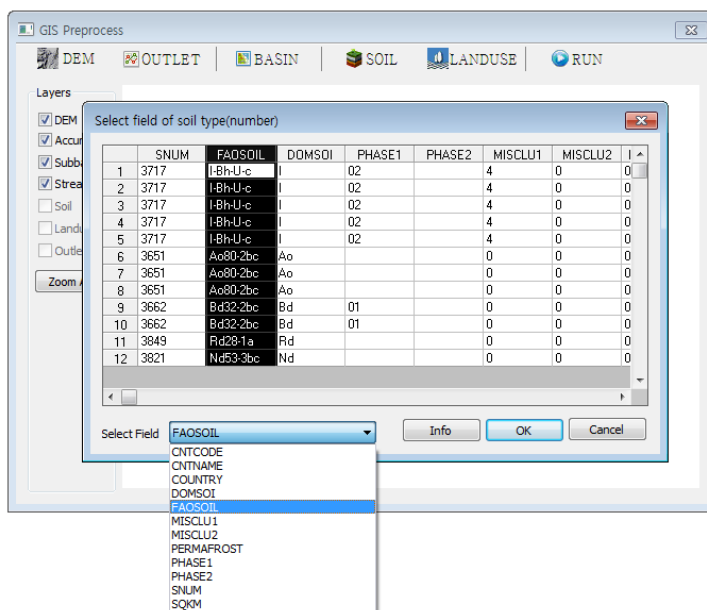 GIS Preprocess
DEM OUTLET BASIN SOIL LANDUSE RUN
Layers
DEM
Accur
Subba
Strea
Soil
Landu
Outle
Zoom A
Select field of soil type(number)
SNUM FAOSOIL DOMSOI PHASE1 PHASE2 MISCLU1 MISCLU2 I
1 3717 I-Bh-U-c I 02 4 0 0
2 3717 I-Bh-U-c I 02 4 0 0
3 3717 I-Bh-U-c I 02 4 0 0
4 3717 I-Bh-U-c I 02 4 0 0
5 3717 I-Bh-U-c I 02 4 0 0
6 3651 Ao80-2bc Ao 0 0 0
7 3651 Ao80-2bc Ao 0 0 0
8 3651 Ao80-2bc Ao 0 0 0
9 3662 Bd32-2bc Bd 01 0 0 0
10 3662 Bd32-2bc Bd 01 0 0 0
11 3849 Rd28-1a Rd 0 0 0
12 3821 Nd53-3bc Nd 0 0 0
Select Field FAOSOIL Info OK Cancel
CNTCODE
CNTNAME
COUNTRY
DOMSOI
FAOSOIL
MISCLU1
MISCLU2
PERMAFROST
PHASE1
PHASE2
SNUM
SQKM